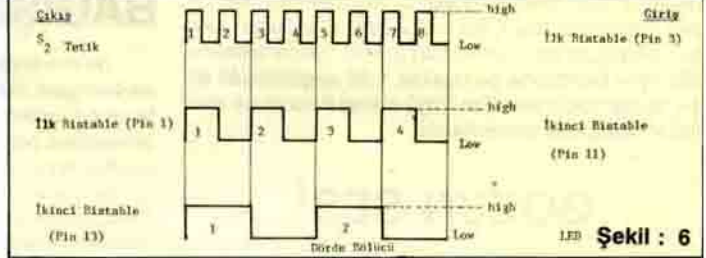 Çıkış high Giriş
S2 Tetik 1 2 3 4 5 6 7 8 Low İlk Bistable (Pin 3)
İlk Bistable (Pin 1) 1 2 3 4 high Low İkinci Bistable
(Pin 11)
İkinci Bistable high
(Pin 13) 1 2 Low LED Şekil : 6
Dörde Bölücü